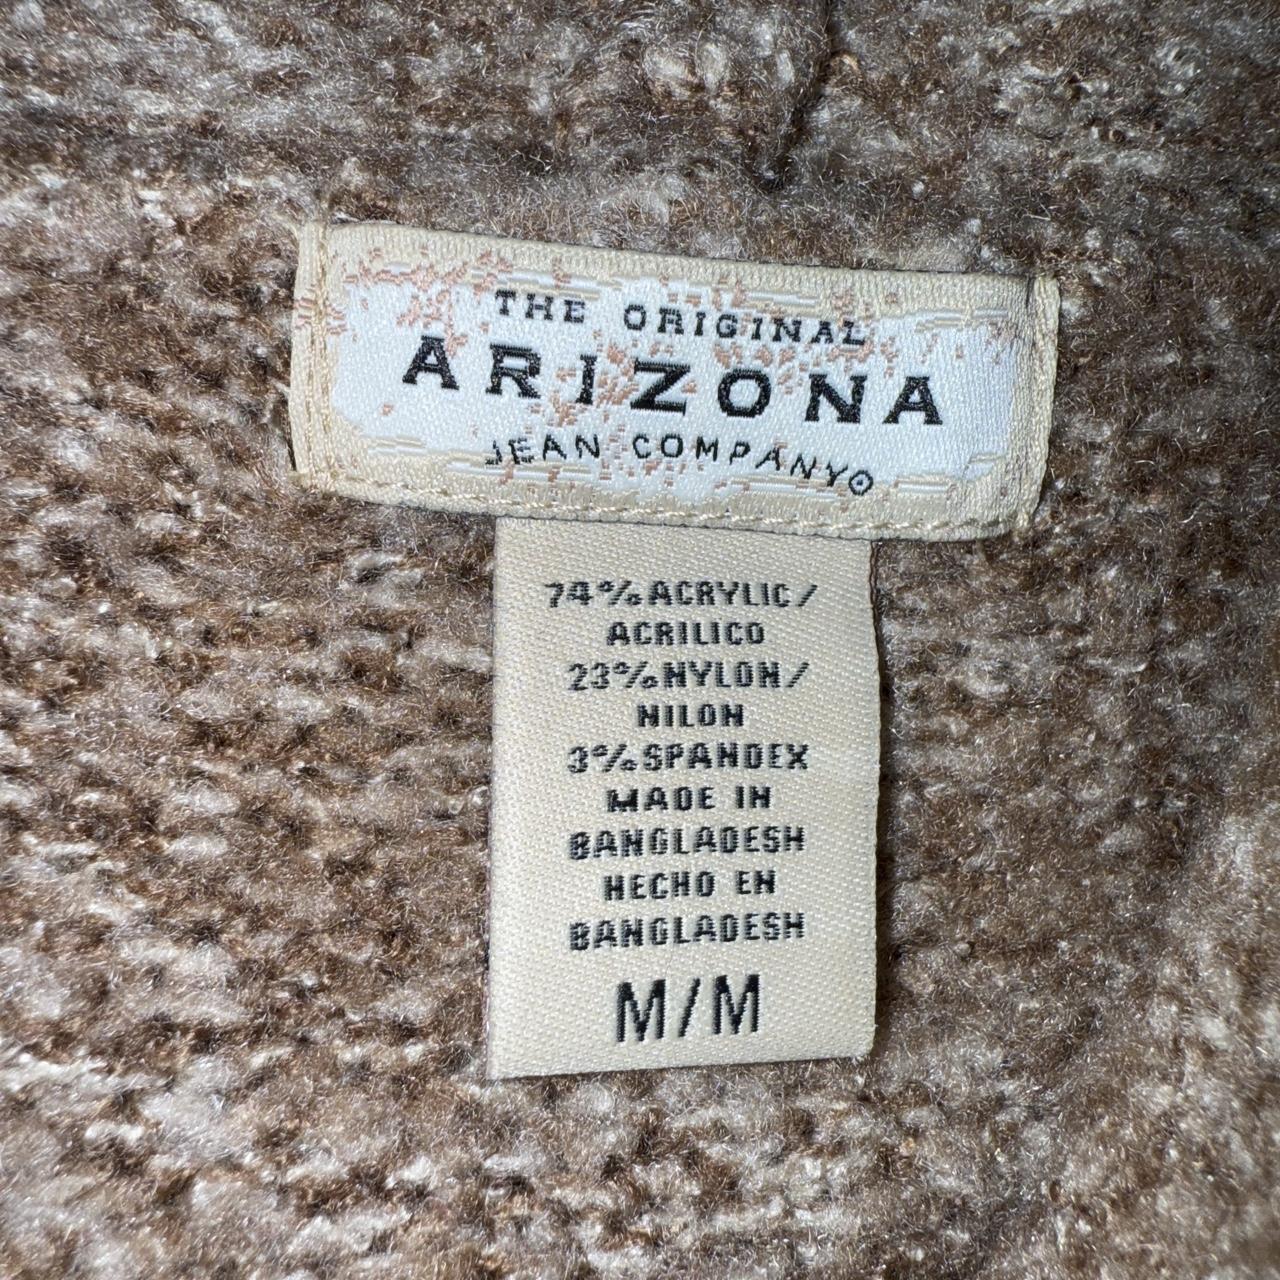 THE ORIGINAL
ARIZONA
JEAN COMPANY®
74% ACRYLIC/
ACRILICO
23% NYLON/
NILON
3% SPANDEX
MADE IN
BANGLADESH
HECHO EN
BANGLADESH
M/M